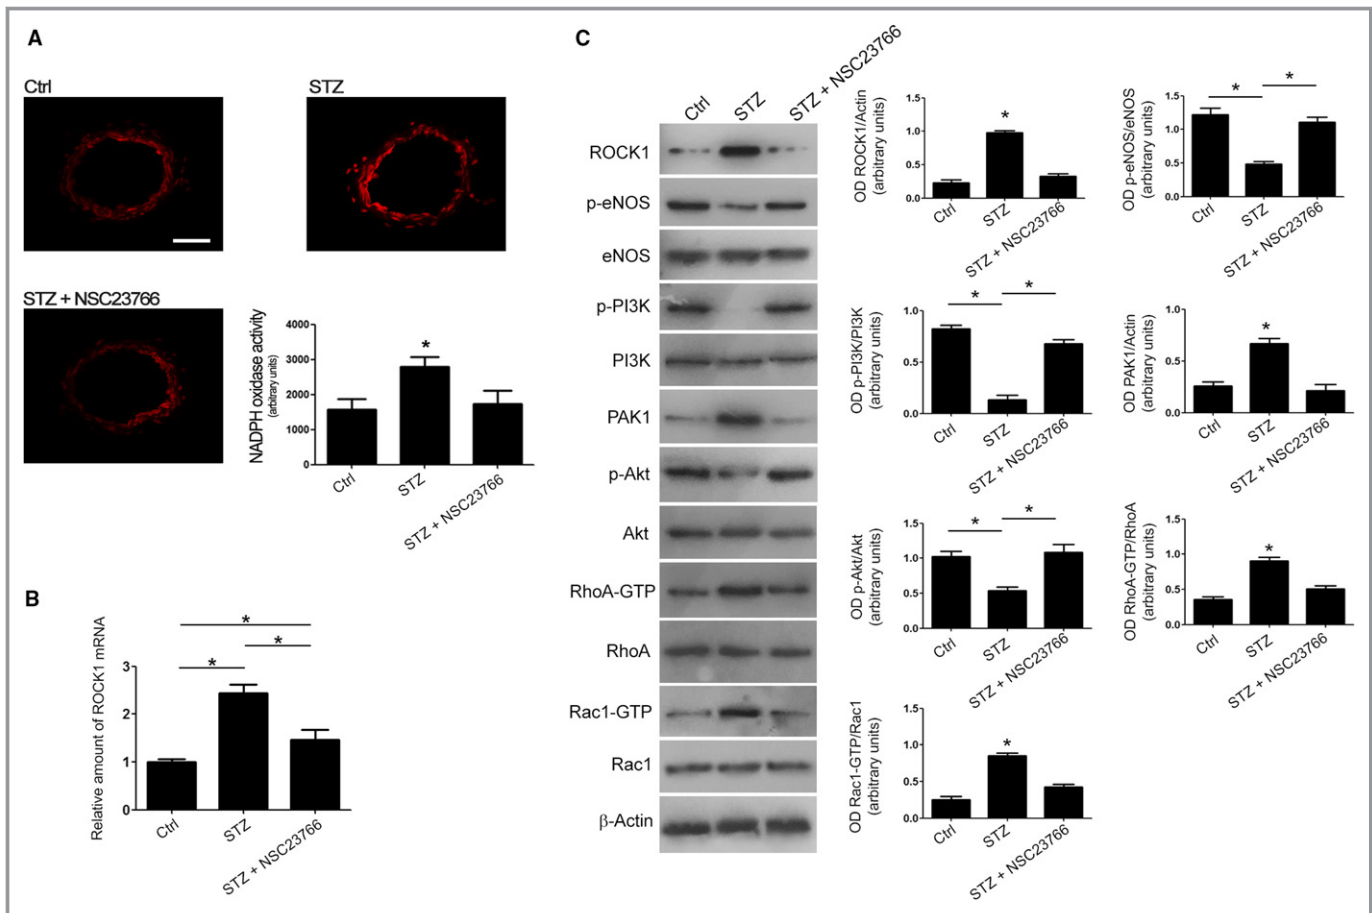 A
Ctrl
STZ
STZ + NSC23766
NADPH oxidase activity
(arbitrary units)
4000
3000
2000
1000
0
*
Ctrl
STZ
STZ + NSC23766
B
Relative amount of ROCK1 mRNA
3
2
1
0
*
*
*
Ctrl
STZ
STZ + NSC23766
C
Ctrl
STZ
STZ + NSC23766
ROCK1
p-eNOS
eNOS
p-PI3K
PI3K
PAK1
p-Akt
Akt
RhoA-GTP
RhoA
Rac1-GTP
Rac1
β-Actin
OD ROCK1/Actin
(arbitrary units)
1.5
1.0
0.5
0.0
*
Ctrl
STZ
STZ + NSC23766
OD p-eNOS/eNOS
(arbitrary units)
1.5
1.0
0.5
0.0
*
*
Ctrl
STZ
STZ + NSC23766
OD p-PI3K/PI3K
(arbitrary units)
1.0
0.5
0.0
*
*
Ctrl
STZ
STZ + NSC23766
OD PAK1/Actin
(arbitrary units)
1.0
0.5
0.0
*
Ctrl
STZ
STZ + NSC23766
OD p-Akt/Akt
(arbitrary units)
1.5
1.0
0.5
0.0
*
*
Ctrl
STZ
STZ + NSC23766
OD RhoA-GTP/RhoA
(arbitrary units)
1.5
1.0
0.5
0.0
*
Ctrl
STZ
STZ + NSC23766
OD Rac1-GTP/Rac1
(arbitrary units)
1.5
1.0
0.5
0.0
*
Ctrl
STZ
STZ + NSC23766